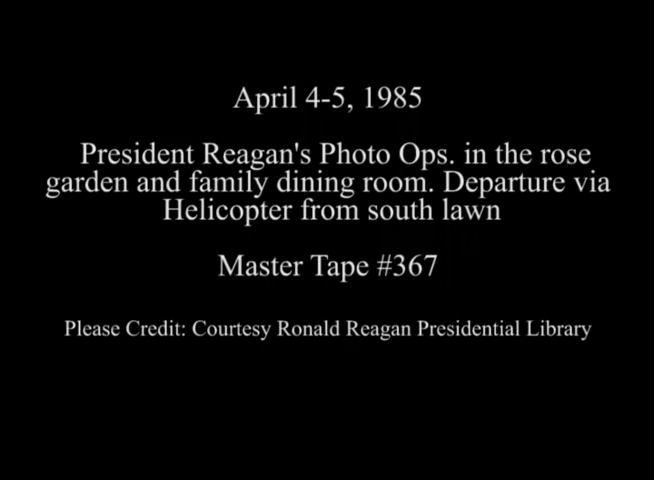 April 4-5, 1985
President Reagan's Photo Ops. in the rose
garden and family dining room. Departure via
Helicopter from south lawn
Master Tape #367
Please Credit: Courtesy Ronald Reagan Presidential Library